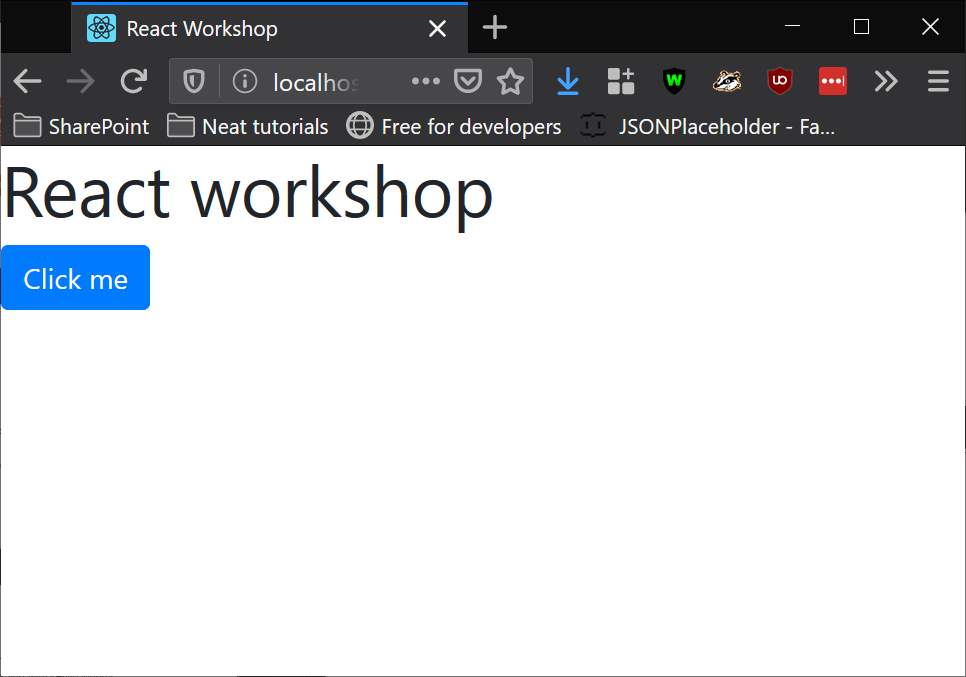 React Workshop
localhos
SharePoint
Neat tutorials
Free for developers
JSONPlaceholder - Fa...
React workshop
Click me